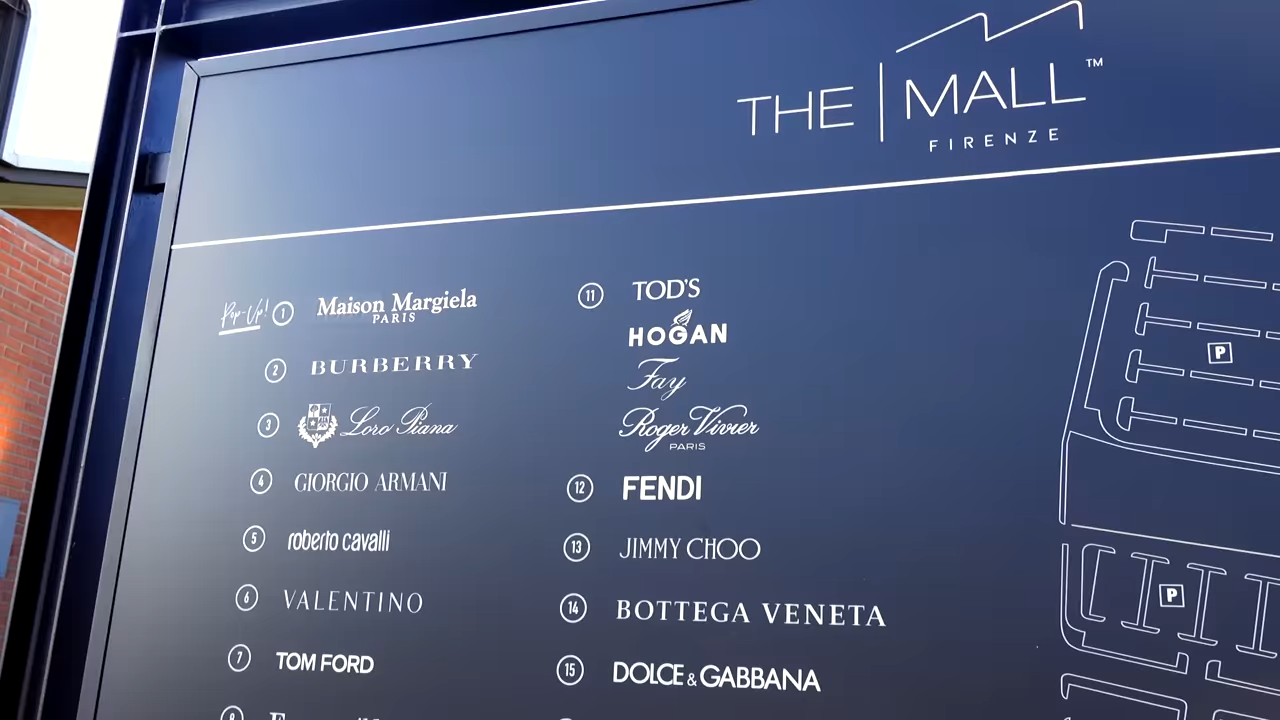 THE MALL™
FIRENZE
Pop-Up! 1 Maison Margiela
PARIS
2 BURBERRY
3 Loro Piana
4 GIORGIO ARMANI
5 roberto cavalli
6 VALENTINO
7 TOM FORD
11 TOD'S
HOGAN
Fay
Roger Vivier
PARIS
12 FENDI
13 JIMMY CHOO
14 BOTTEGA VENETA
15 DOLCE & GABBANA
P
P